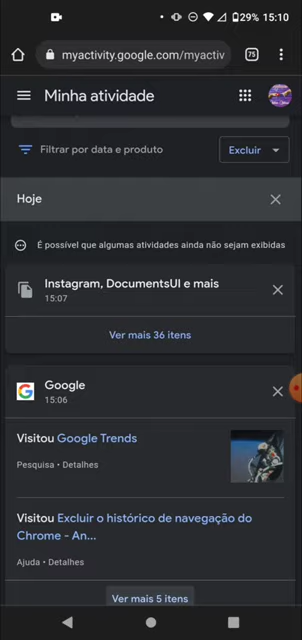 29% 15:10
myactivity.google.com/myactiv
75
Minha atividade
Filtrar por data e produto
Excluir
Hoje
É possível que algumas atividades ainda não sejam exibidas
Instagram, DocumentsUI e mais
15:07
Ver mais 36 itens
Google
15:06
Visitou Google Trends
Pesquisa • Detalhes
Visitou Excluir o histórico de navegação do
Chrome - An...
Ajuda • Detalhes
Ver mais 5 itens